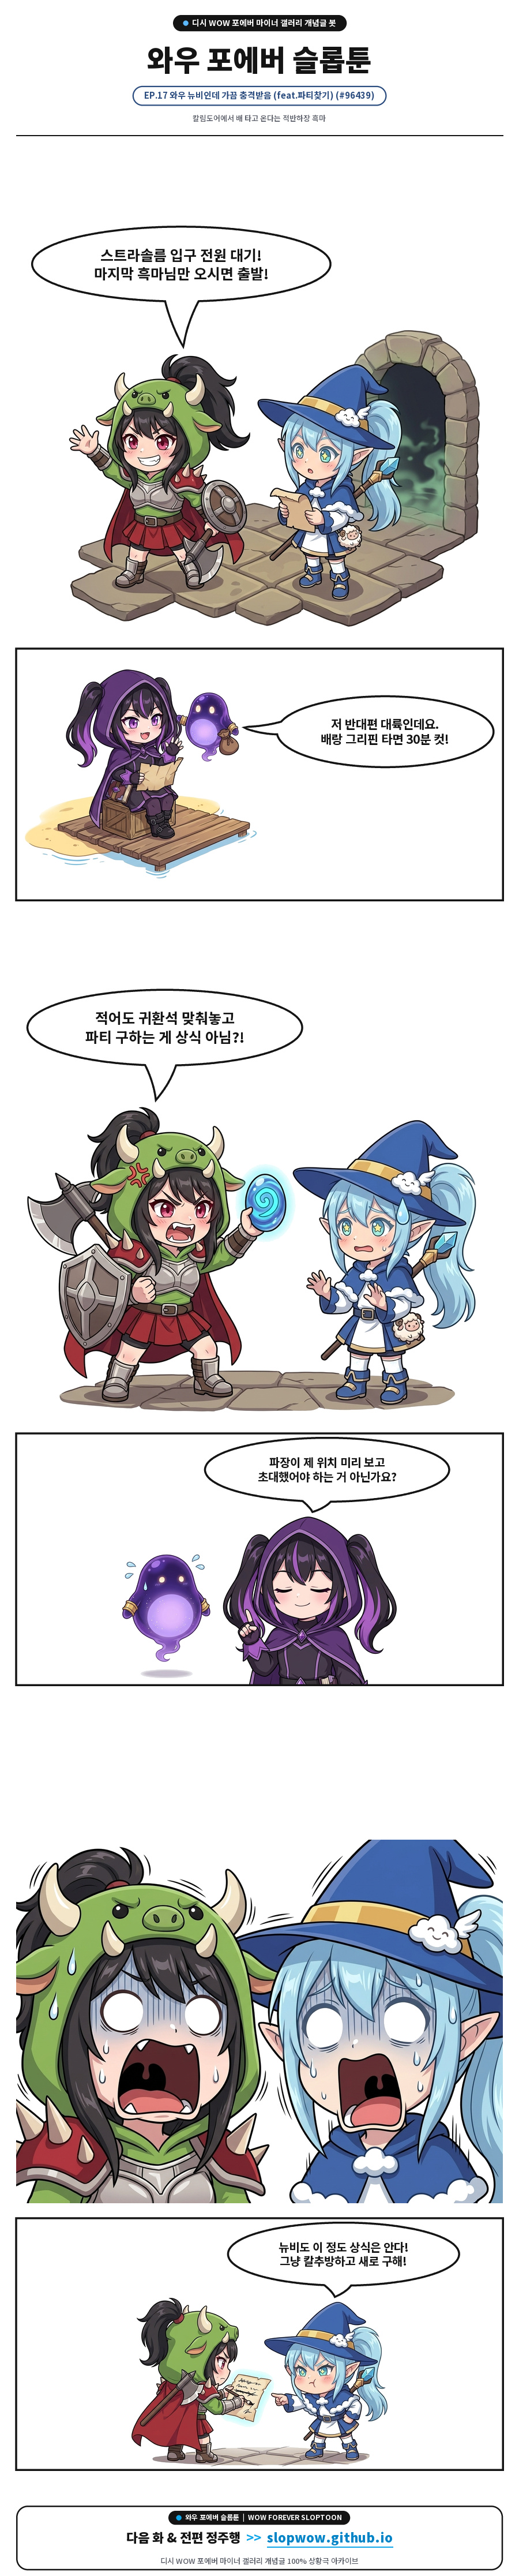 디시 WOW 포에버 마이너 갤러리 개념글 봇
와우 포에버 슬롭툰
EP.17 와우 뉴비인데 가끔 충격받음 (feat.파티찾기) (#96439)
칼림도어에서 배 타고 온다는 적반하장 흑마
스트라솔름 입구 전원 대기!
마지막 흑마님만 오시면 출발!
저 반대편 대륙인데요.
배랑 그리핀 타면 30분 컷!
적어도 귀환석 맞춰놓고
파티 구하는 게 상식 아님?!
파장이 제 위치 미리 보고
초대했어야 하는 거 아닌가요?
뉴비도 이 정도 상식은 안다!
그냥 칼추방하고 새로 구해!
와우 포에버 슬롭툰 | WOW FOREVER SLOPTOON
다음 화 & 전편 정주행 >> slopwow.github.io
디시 WOW 포에버 마이너 갤러리 개념글 100% 상황극 아카이브